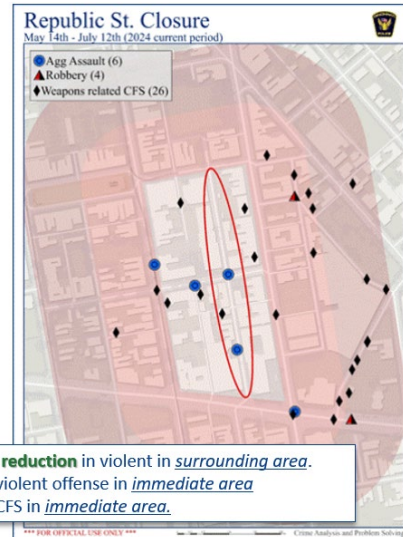 Republic St. Closure
May 14th - July 12th (2024 current period)
Agg Assault (6)
Robbery (4)
Weapons related CFS (26)
reduction in violent in surrounding area.
violent offense in immediate area
CFS in immediate area.
*** FOR OFFICIAL USE ONLY ***
Crime Analysis and Problem Solving